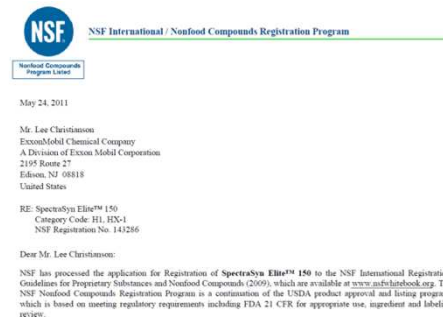 NSF
NSF International / Nonfood Compounds Registration Program
Nonfood Compounds
Program Listed
May 24, 2011
Mr. Lee Christianson
ExxonMobil Chemical Company
A Division of Exxon Mobil Corporation
2195 Route 27
Edison, NJ 08818
United States
RE: SpectraSyn Elite™ 150
Category Code: H1, HX-1
NSF Registration No. 143286
Dear Mr. Lee Christianson:
NSF has processed the application for Registration of SpectraSyn Elite™ 150 to the NSF International Registratio
Guidelines for Proprietary Substances and Nonfood Compounds (2009), which are available at www.nsfwhitebook.org. T
NSF Nonfood Compounds Registration Program is a continuation of the USDA product approval and listing progra
which is based on meeting regulatory requirements including FDA 21 CFR for appropriate use, ingredient and labeli
review.